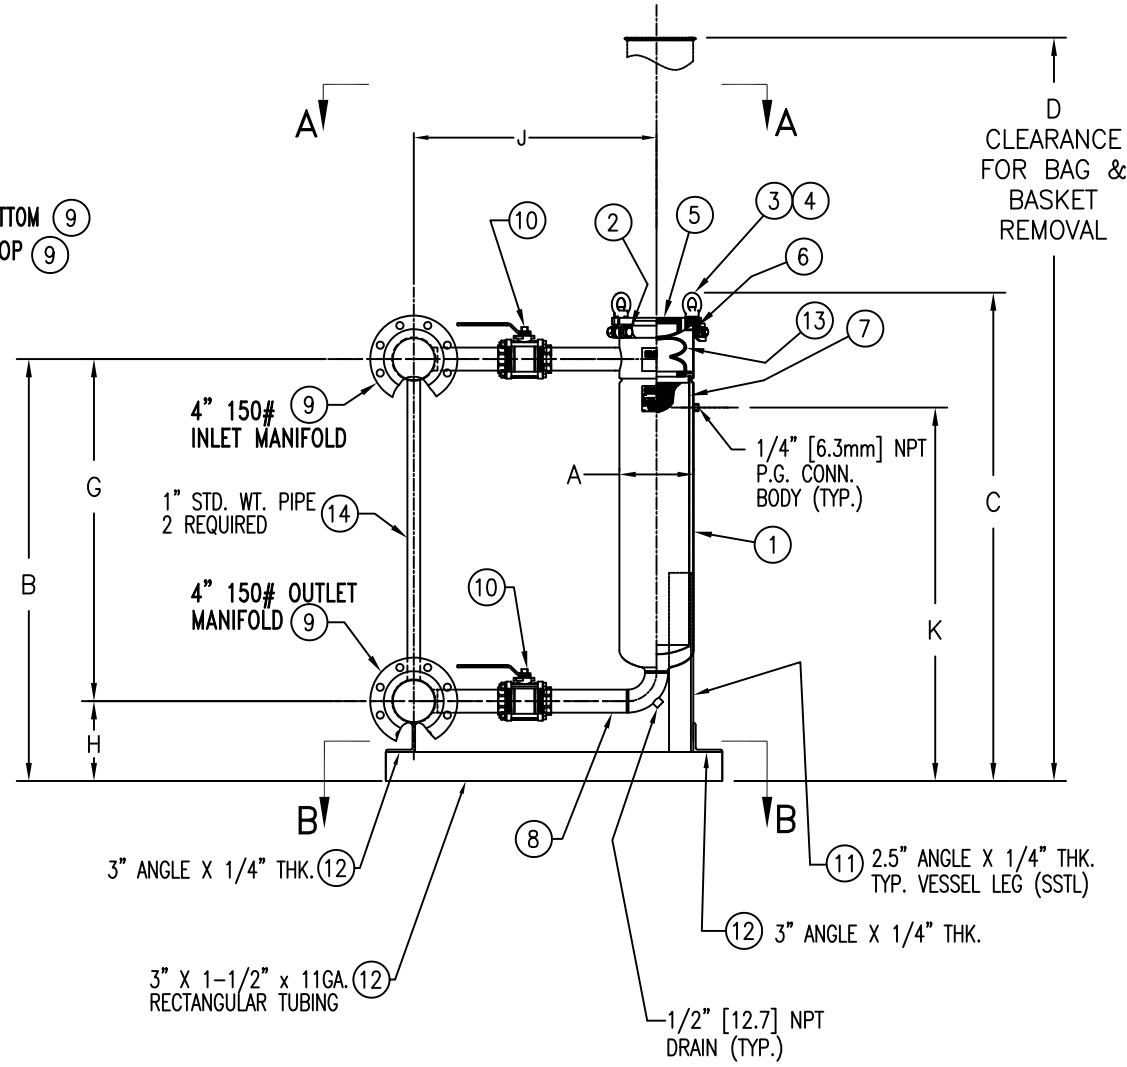 D
CLEARANCE
FOR BAG &
BASKET
REMOVAL
A
A
J
TTOM 9
OP 9
10
2
5
3 4
6
13
7
4” 150# 9
INLET MANIFOLD
1/4” [6.3mm] NPT
P.G. CONN.
BODY (TYP.)
A
G
C
1” STD. WT. PIPE 14
2 REQUIRED
1
B
4” 150# OUTLET
MANIFOLD 9
10
K
H
B
B
8
3” ANGLE X 1/4” THK. 12
11 2.5” ANGLE X 1/4” THK.
TYP. VESSEL LEG (SSTL)
12 3” ANGLE X 1/4” THK.
3” X 1-1/2” x 11GA. 12
RECTANGULAR TUBING
1/2” [12.7] NPT
DRAIN (TYP.)